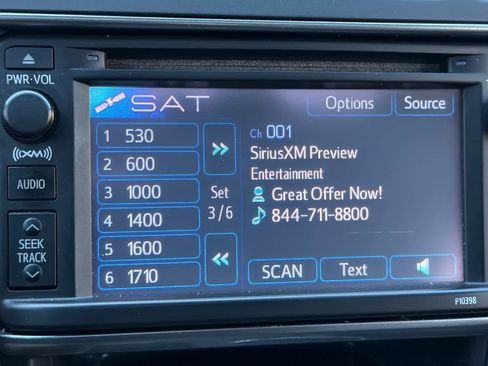 PWR·VOL
((XM))
AUDIO
SEEK
TRACK
SAT
Options
Source
1 530
2 600
3 1000
4 1400
.5 1600
6 1710
Set
3/6
Ch 001
SiriusXM Preview
Entertainment
Great Offer Now!
844-711-8800
SCAN
Text
P10398